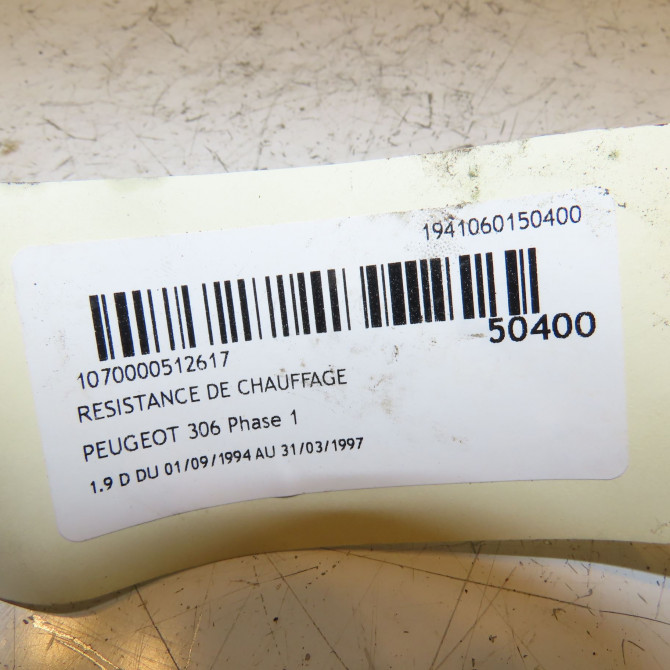 1941060150400
50400
1070000512617
RESISTANCE DE CHAUFFAGE
PEUGEOT 306 Phase 1
1.9 D DU 01/09/1994 AU 31/03/1997